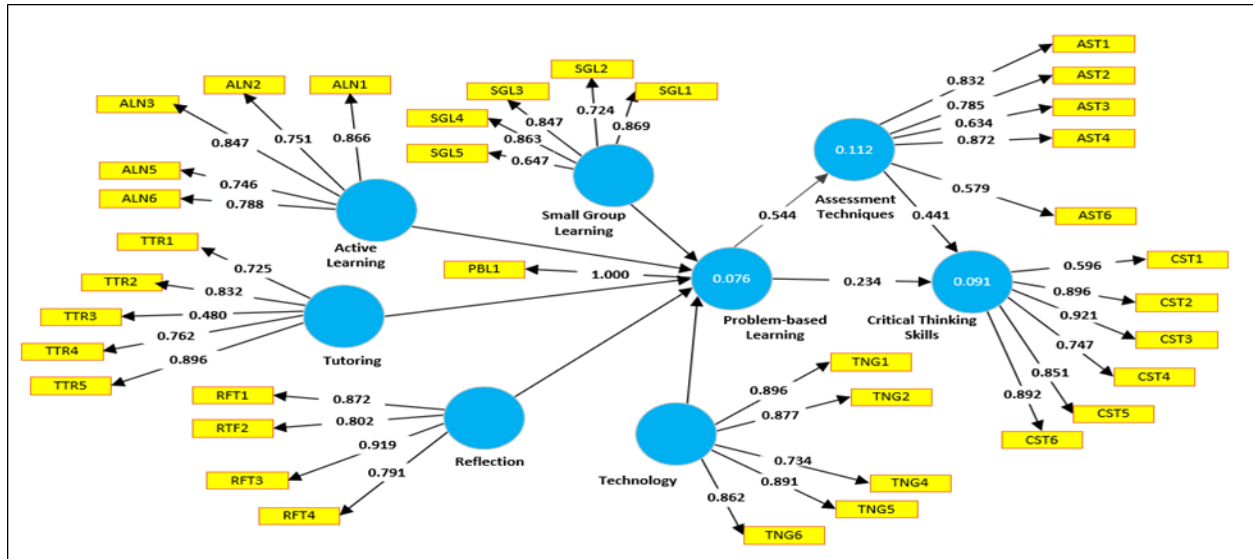 ALN3
ALN2
ALN1
0.847
0.751
0.866
ALN5
ALN6
0.746
0.788
Active
Learning
SGL3
SGL2
SGL1
SGL4
SGL5
0.847
0.724
0.869
0.863
0.647
Small Group
Learning
AST1
AST2
AST3
AST4
AST6
0.832
0.785
0.634
0.872
0.579
0.112
Assessment
Techniques
0.544
0.441
TTR1
TTR2
TTR3
TTR4
TTR5
0.725
0.832
0.480
0.762
0.896
Tutoring
PBL1
1.000
0.076
Problem-based
Learning
0.234
0.091
Critical Thinking
Skills
0.596
0.896
0.921
0.747
0.851
0.892
CST1
CST2
CST3
CST4
CST5
CST6
RFT1
RTF2
RFT3
RFT4
0.872
0.802
0.919
0.791
Reflection
Technology
TNG1
TNG2
TNG4
TNG5
TNG6
0.896
0.877
0.734
0.891
0.862